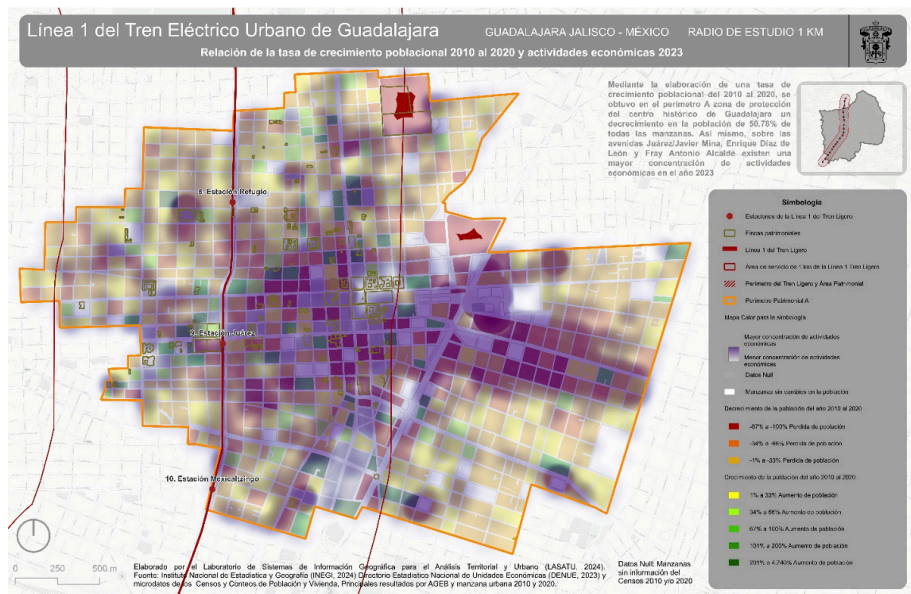 Línea 1 del Tren Eléctrico Urbano de Guadalajara
GUADALAJARA JALISCO - MÉXICO
RADIO DE ESTUDIO 1 KM
Relación de la tasa de crecimiento poblacional 2010 al 2020 y actividades económicas 2023
Mediante la elaboración de una tasa de
crecimiento poblacional del 2010 al 2020, se
obtuvo en el perimetro A zona de protección
del centro histórico de Guadalajara un
decrecimiento en la población de 50.78% de
todas las manzanas. Asi mismo, sobre las
avenidas Juárez/Javier Mina, Enrique Díaz de
León y Fray Antonio Alcalde existen una
mayor concentración de actividades
económicas en el año 2023
8. Estación Refugio
9. Estación Juárez
10. Estación Mexicaltzingo
Simbología
Estaciones de la Línea 1 del Tren Ligero
Fincas patrimoniales
Línea 1 del Tren Ligero
Área de servicio de 1 km de la Línea 1 Tren Ligero
Perímetro del Tren Ligero y Área Patrimonial
Perímetro Patrimonial A
Mapa Calor para la simbología
Mayor concentración de actividades
económicas
Menor concentración de actividades
económicas
Datos Null
Manzana sin cambios en la población
Decremiento de la población del año 2010 al 2020
-67% a -100% Perdida de población
-34% a -66% Perdida de población
-1% a -33% Perdida de población
Crecimiento de la población del año 2010 al 2020
1% a 33% Aumento de población
34% a 66% Aumento de población
67% a 100% Aumento de población
101% a 200% Aumento de población
201% a 4,740% Aumento de población
0 250 500 m
Elaborado por el Laboratorio de Sistemas de Información Geográfica para el Análisis Territorial y Urbano (LASATU, 2024).
Fuente: Instituto Nacional de Estadística y Geografía (INEGI, 2024) Directorio Estadístico Nacional de Unidades Económicas (DENUE, 2023) y
microdatos de los Censos y Conteos de Población y Vivienda, Principales resultados por AGEB y manzana urbana 2010 y 2020.
Datos Null: Manzanas
sin información del
Censos 2010 y/o 2020